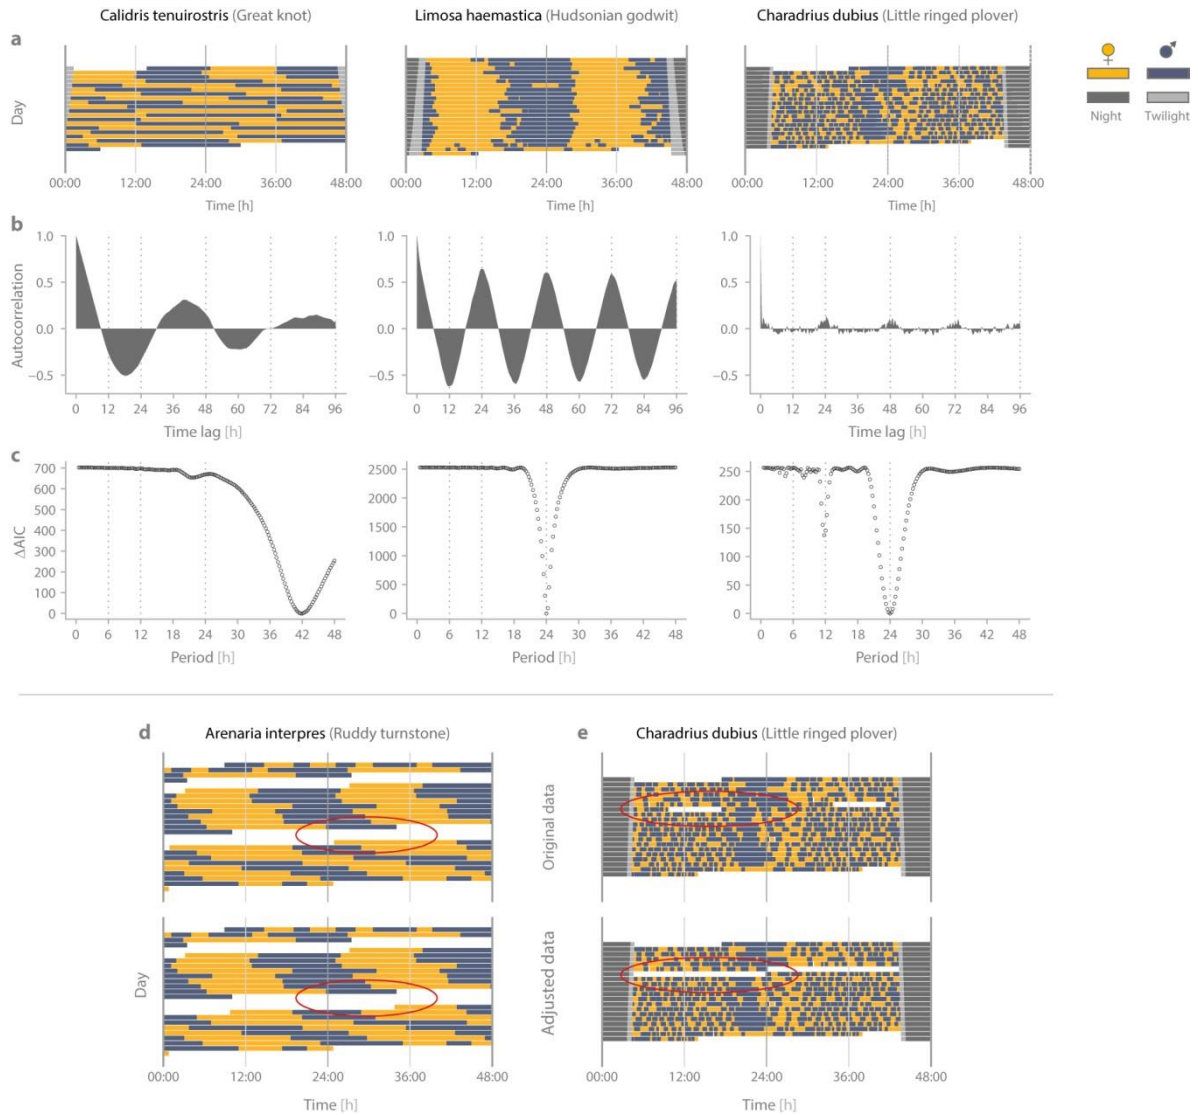 Calidris tenuirostris (Great knot) Limosa haemastica (Hudsonian godwit) Charadrius dubius (Little ringed plover)
a
Day
00:00 12:00 24:00 36:00 48:00 00:00 12:00 24:00 36:00 48:00 00:00 12:00 24:00 36:00 48:00
Time [h] Time [h] Time [h]
♀ ♂
Night Twilight
b
Autocorrelation
1.0 1.0 1.0
0.5 0.5 0.5
0.0 0.0 0.0
−0.5 −0.5 −0.5
0 12 24 36 48 60 72 84 96 0 12 24 36 48 60 72 84 96 0 12 24 36 48 60 72 84 96
Time lag [h] Time lag [h] Time lag [h]
c
ΔAIC
700 2500 250
600 2000 200
500 1500 150
400 1000 100
300 500 50
200 0 0
100
0
0 6 12 18 24 30 36 42 48 0 6 12 18 24 30 36 42 48 0 6 12 18 24 30 36 42 48
Period [h] Period [h] Period [h]
d Arenaria interpres (Ruddy turnstone) e Charadrius dubius (Little ringed plover)
Original data
Day
Adjusted data
00:00 12:00 24:00 36:00 48:00 00:00 12:00 24:00 36:00 48:00
00:00 12:00 24:00 36:00 48:00
Time [h] Time [h]